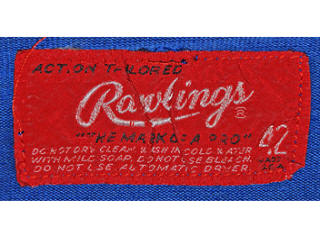 ACTION TAILORED
Rawlings
®
"THE MARK OF A PRO" 42
DO NOT DRY CLEAN. WASH IN COLD WATER
WITH MILD SOAP. DO NOT USE BLEACH.
DO NOT USE AUTOMATIC DRYER.